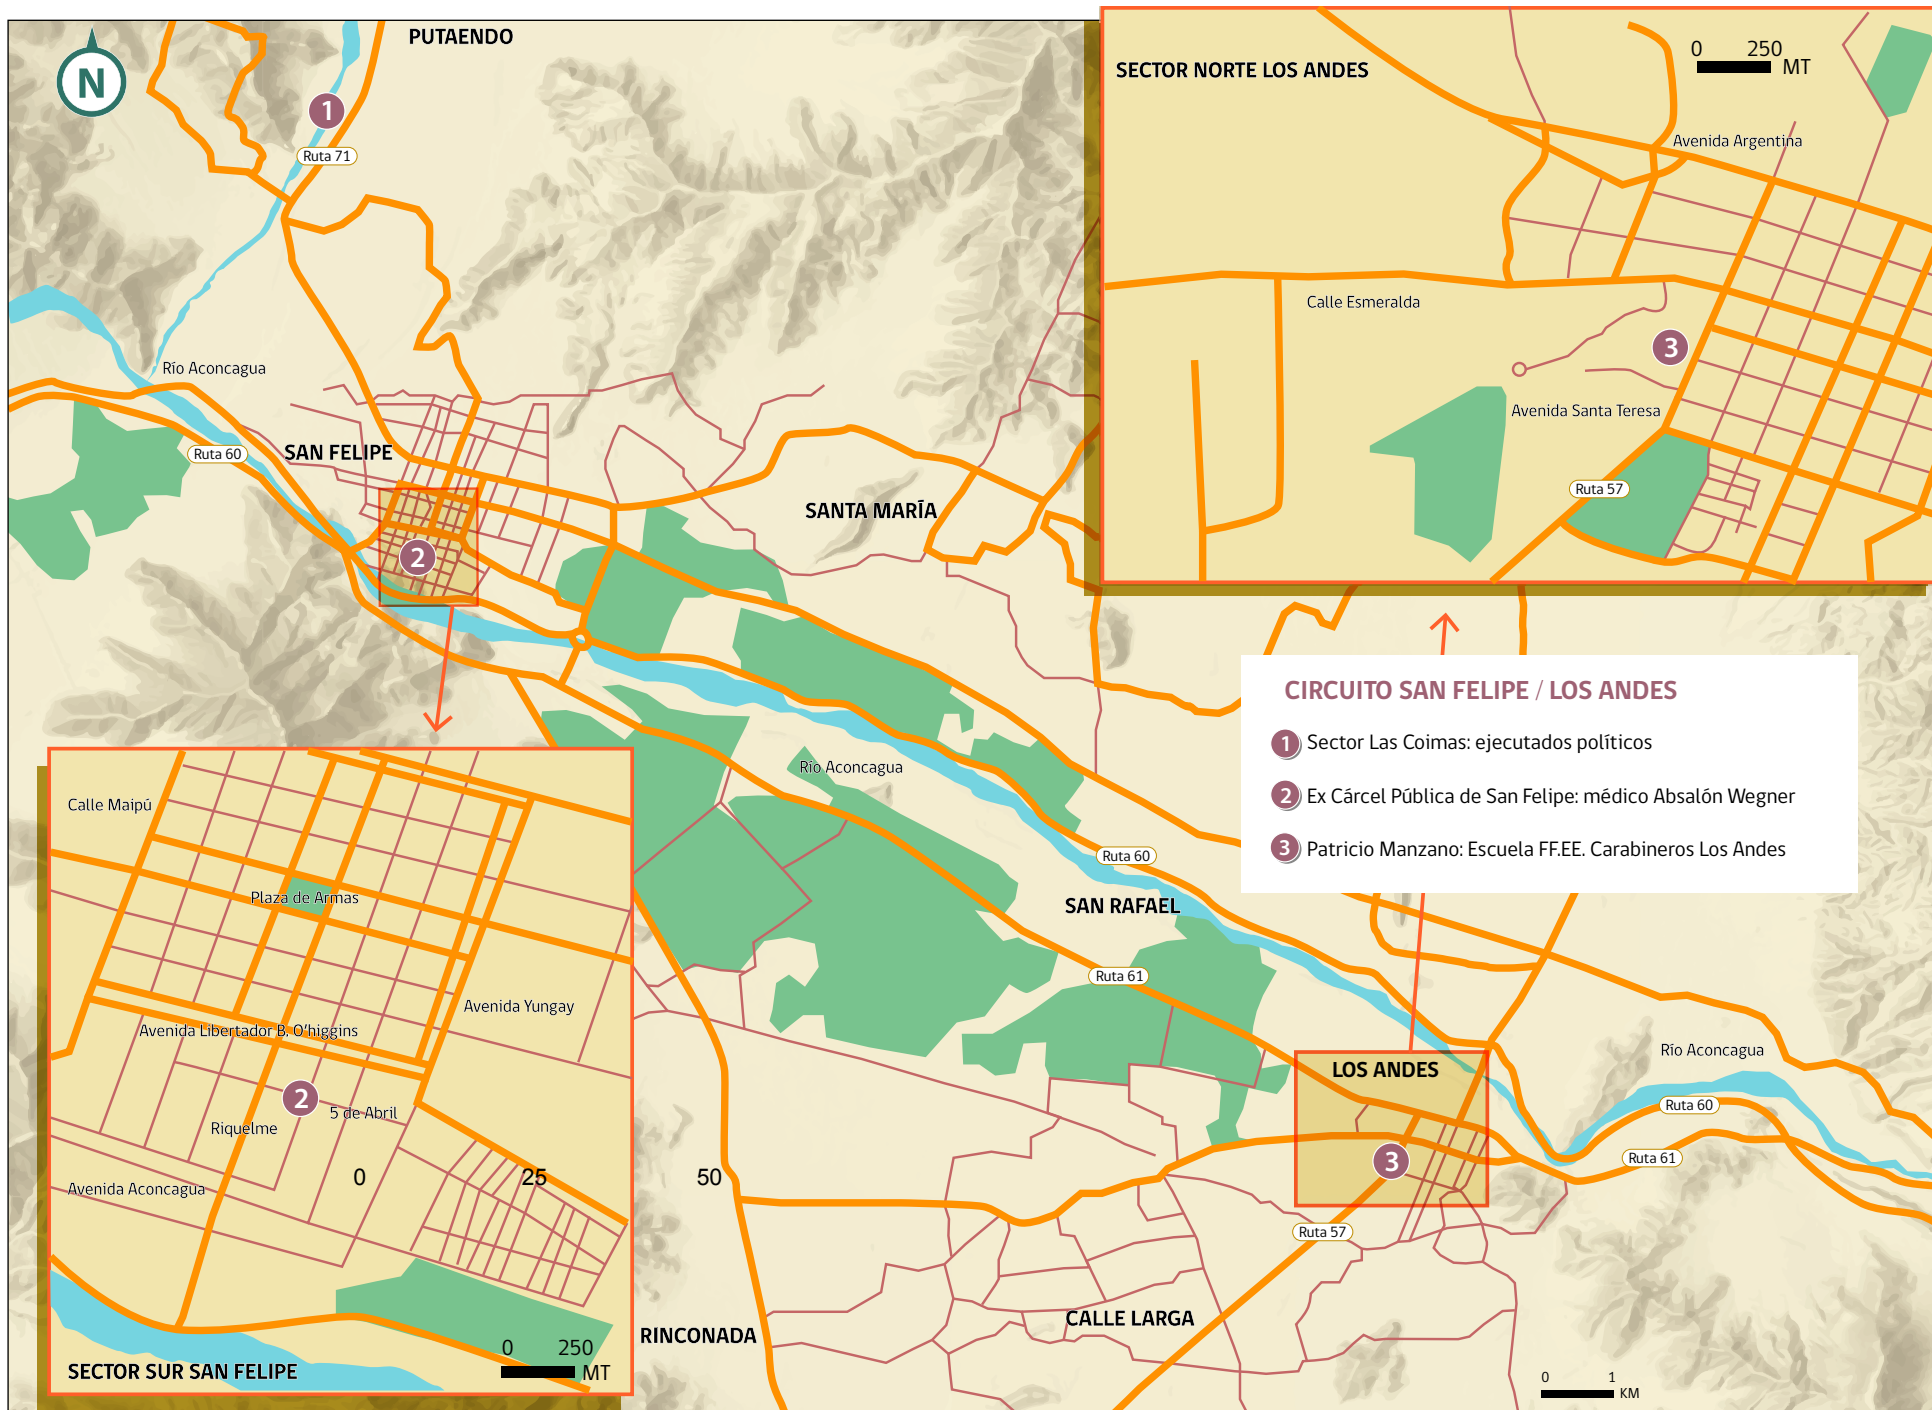 PUTAENDO
N
1
Ruta 71
SECTOR NORTE LOS ANDES
0 250
MT
Avenida Argentina
Calle Esmeralda
3
Avenida Santa Teresa
Ruta 57
Río Aconcagua
SAN FELIPE
Ruta 60
SANTA MARÍA
2
CIRCUITO SAN FELIPE / LOS ANDES
1 Sector Las Coimas: ejecutados políticos
2 Ex Cárcel Pública de San Felipe: médico Absalón Wegner
3 Patricio Manzano: Escuela FF.EE. Carabineros Los Andes
Río Aconcagua
Ruta 60
SAN RAFAEL
Ruta 61
Calle Maipú
Plaza de Armas
Avenida Yungay
Avenida Libertador B. O'higgins
2
5 de Abril
Riquelme
0 25 50
Avenida Aconcagua
0 250
MT
SECTOR SUR SAN FELIPE
LOS ANDES
Río Aconcagua
Ruta 60
Ruta 61
3
Ruta 57
CALLE LARGA
RINCONADA
0 1
KM